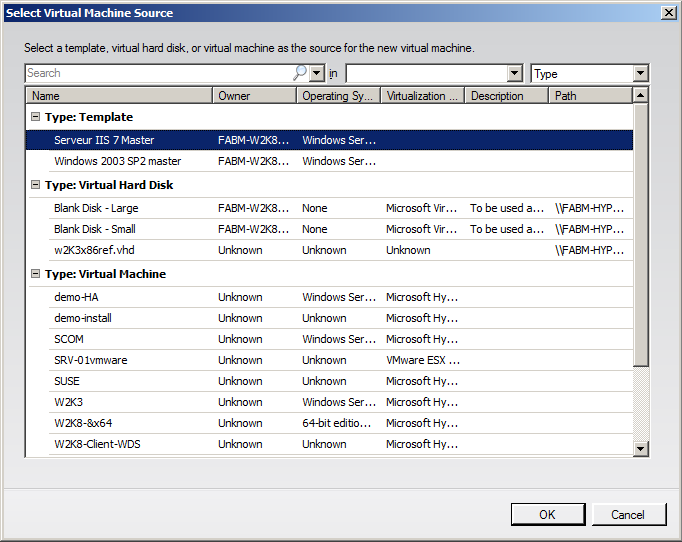 Select Virtual Machine Source
Select a template, virtual hard disk, or virtual machine as the source for the new virtual machine.
Search in Type
Name Owner Operating Sy... Virtualization ... Description Path
Type: Template
Serveur IIS 7 Master FABM-W2K8... Windows Ser...
Windows 2003 SP2 master FABM-W2K8... Windows Ser...
Type: Virtual Hard Disk
Blank Disk - Large FABM-W2K8... None Microsoft Vir... To be used a... \\FABM-HYP...
Blank Disk - Small FABM-W2K8... None Microsoft Vir... To be used a... \\FABM-HYP...
w2K3x86ref.vhd Unknown Unknown Unknown \\FABM-HYP...
Type: Virtual Machine
demo-HA Unknown Windows Ser... Microsoft Hy...
demo-install Unknown Unknown Microsoft Hy...
SCOM Unknown Windows Ser... Microsoft Hy...
SRV-01vmware Unknown Unknown VMware ESX ...
SUSE Unknown Unknown Microsoft Hy...
W2K3 Unknown Windows Ser... Microsoft Hy...
W2K8-&x64 Unknown 64-bit editio... Microsoft Hy...
W2K8-Client-WDS Unknown Unknown Microsoft Hy...
OK Cancel